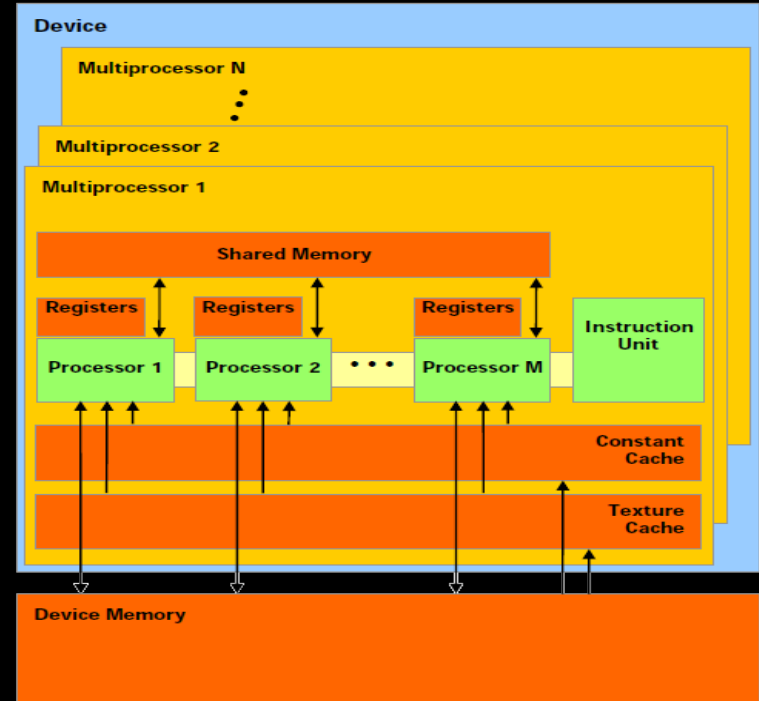 Device
Multiprocessor N
Multiprocessor 2
Multiprocessor 1
Shared Memory
Registers
Registers
Registers
Instruction
Unit
Processor 1
Processor 2
Processor M
Constant
Cache
Texture
Cache
Device Memory